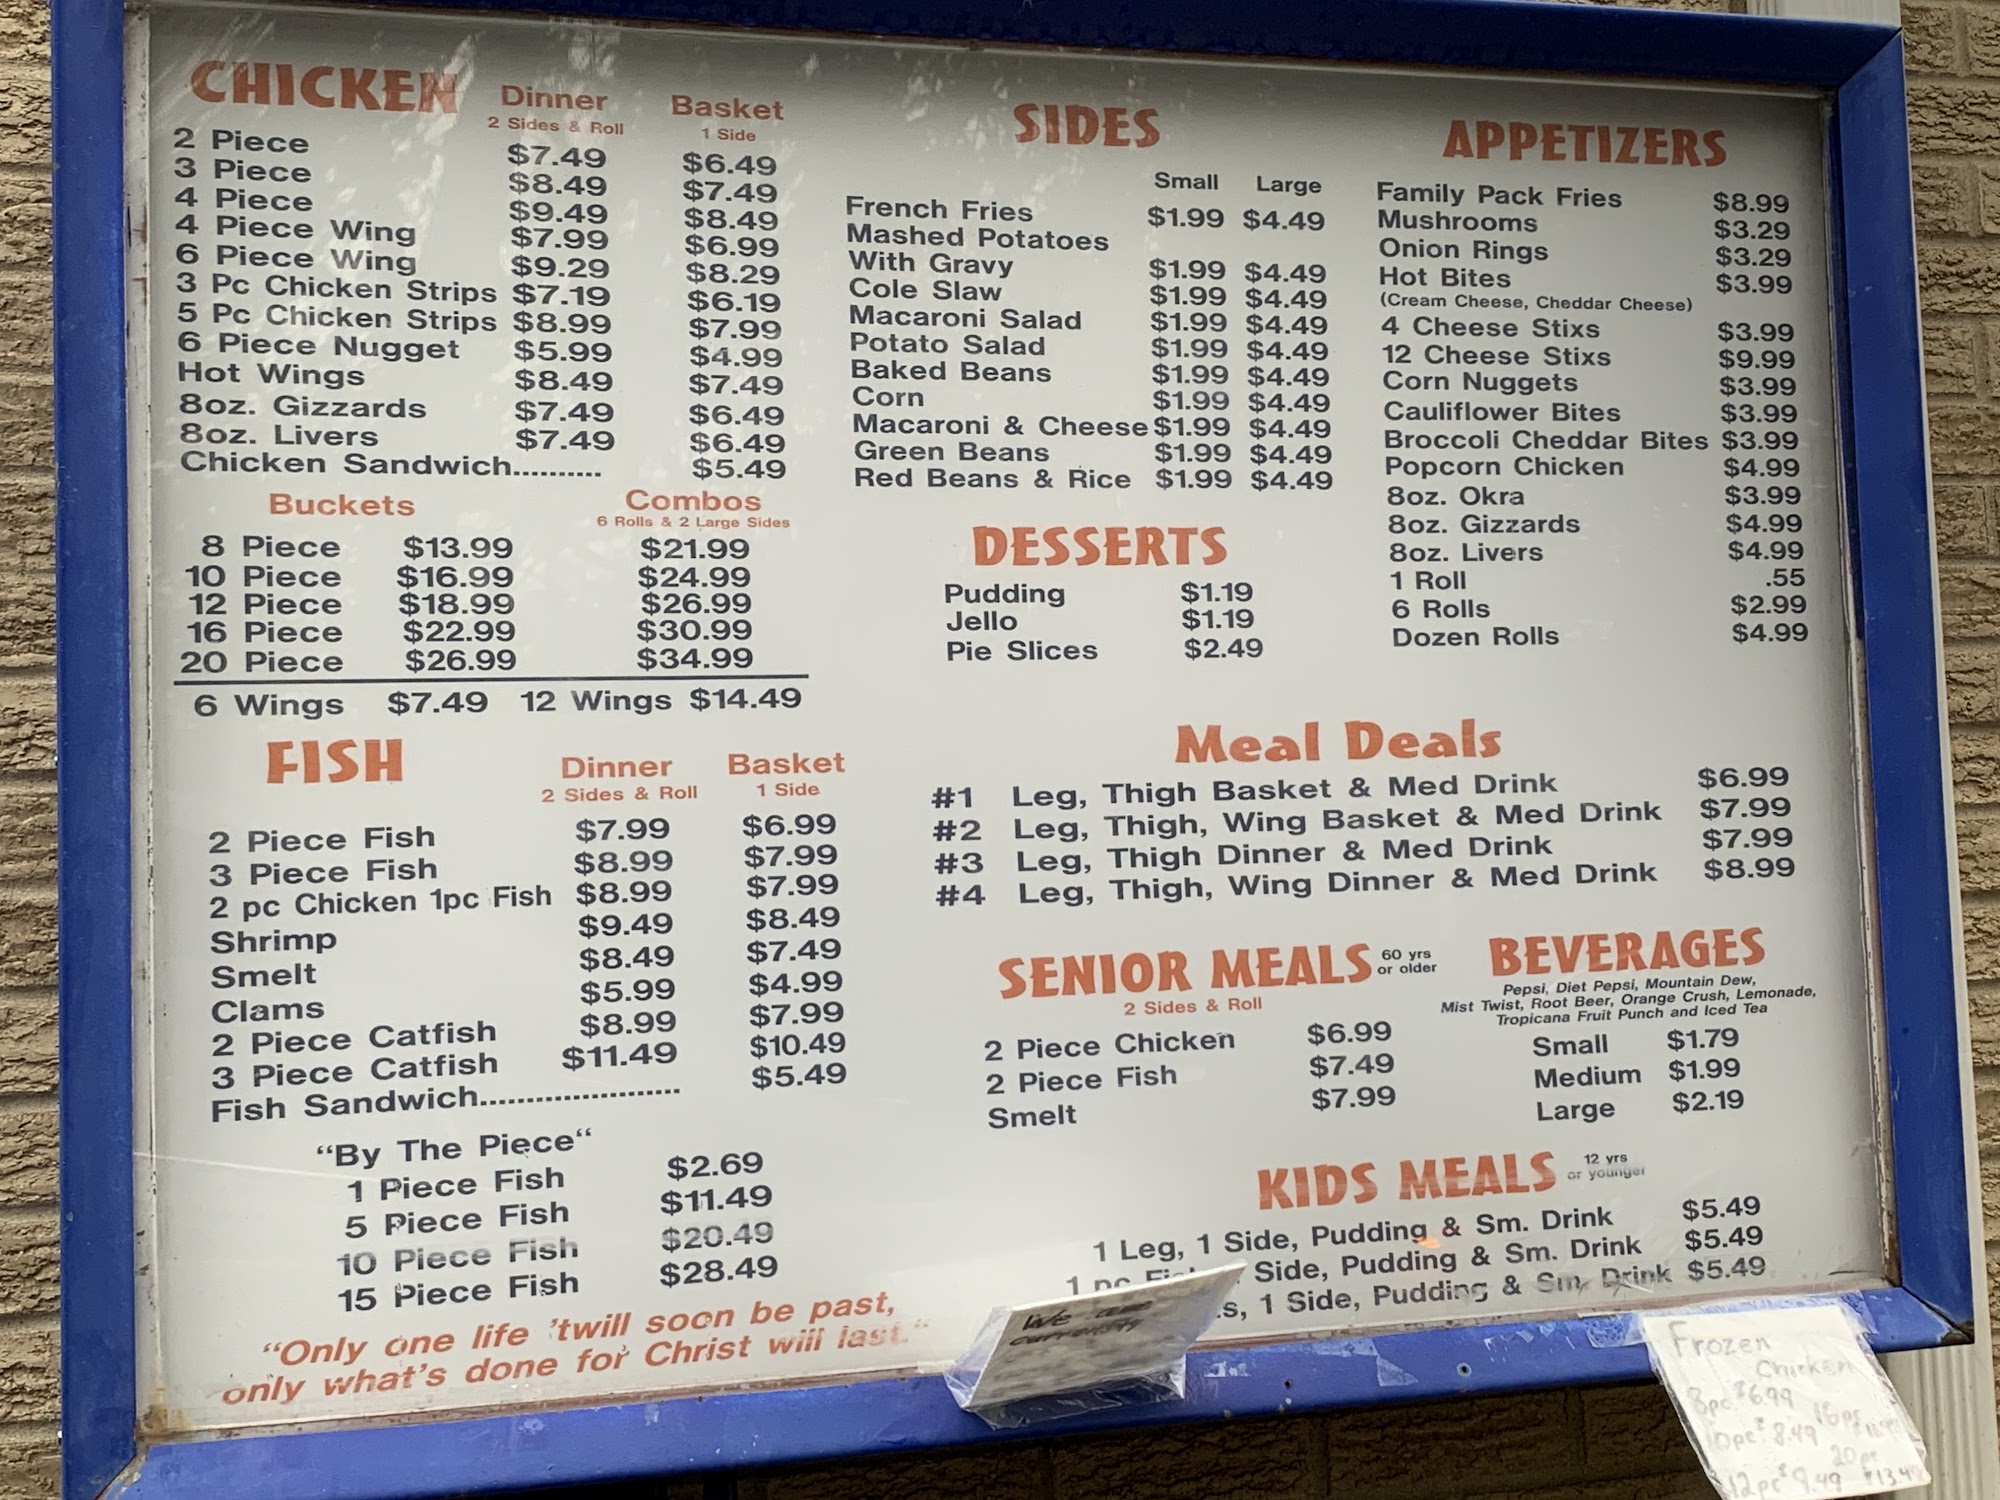 CHICKEN Dinner Basket
2 Sides & Roll 1 Side
2 Piece $7.49 $6.49
3 Piece $8.49 $7.49
4 Piece $9.49 $8.49
4 Piece Wing $7.99 $6.99
6 Piece Wing $9.29 $8.29
3 Pc Chicken Strips $7.19 $6.19
5 Pc Chicken Strips $8.99 $7.99
6 Piece Nugget $5.99 $4.99
Hot Wings $8.49 $7.49
8oz. Gizzards $7.49 $6.49
8oz. Livers $7.49 $6.49
Chicken Sandwich.......... $5.49
Buckets Combos
6 Rolls & 2 Large Sides
8 Piece $13.99 $21.99
10 Piece $16.99 $24.99
12 Piece $18.99 $26.99
16 Piece $22.99 $30.99
20 Piece $26.99 $34.99
6 Wings $7.49 12 Wings $14.49
FISH Dinner Basket
2 Sides & Roll 1 Side
2 Piece Fish $7.99 $6.99
3 Piece Fish $8.99 $7.99
2 pc Chicken 1pc Fish $8.99 $7.99
Shrimp $9.49 $8.49
Smelt $8.49 $7.49
Clams $5.99 $4.99
2 Piece Catfish $8.99 $7.99
3 Piece Catfish $11.49 $10.49
Fish Sandwich...................... $5.49
"By The Piece"
1 Piece Fish $2.69
5 Piece Fish $11.49
10 Piece Fish $20.49
15 Piece Fish $28.49
"Only one life 'twill soon be past,
only what's done for Christ will last."
SIDES
Small Large
French Fries $1.99 $4.49
Mashed Potatoes
With Gravy $1.99 $4.49
Cole Slaw $1.99 $4.49
Macaroni Salad $1.99 $4.49
Potato Salad $1.99 $4.49
Baked Beans $1.99 $4.49
Corn $1.99 $4.49
Macaroni & Cheese $1.99 $4.49
Green Beans $1.99 $4.49
Red Beans & Rice $1.99 $4.49
DESSERTS
Pudding $1.19
Jello $1.19
Pie Slices $2.49
APPETIZERS
Family Pack Fries $8.99
Mushrooms $3.29
Onion Rings $3.29
Hot Bites $3.99
(Cream Cheese, Cheddar Cheese)
4 Cheese Stixs $3.99
12 Cheese Stixs $9.99
Corn Nuggets $3.99
Cauliflower Bites $3.99
Broccoli Cheddar Bites $3.99
Popcorn Chicken $4.99
8oz. Okra $3.99
8oz. Gizzards $4.99
8oz. Livers $4.99
1 Roll .55
6 Rolls $2.99
Dozen Rolls $4.99
Meal Deals
#1 Leg, Thigh Basket & Med Drink $6.99
#2 Leg, Thigh, Wing Basket & Med Drink $7.99
#3 Leg, Thigh Dinner & Med Drink $7.99
#4 Leg, Thigh, Wing Dinner & Med Drink $8.99
SENIOR MEALS 60 yrs
or older
2 Sides & Roll
2 Piece Chicken $6.99
2 Piece Fish $7.49
Smelt $7.99
BEVERAGES
Pepsi, Diet Pepsi, Mountain Dew,
Mist Twist, Root Beer, Orange Crush, Lemonade,
Tropicana Fruit Punch and Iced Tea
Small $1.79
Medium $1.99
Large $2.19
KIDS MEALS 12 yrs
or younger
1 Leg, 1 Side, Pudding & Sm. Drink $5.49
1 pc Side, Pudding & Sm. Drink $5.49
1 Side, Pudding & Sm. Drink $5.49
We are
currently
Frozen
Chicken
8pc $6.99
16pc
10pc $8.49
20pc
12pc $9.49